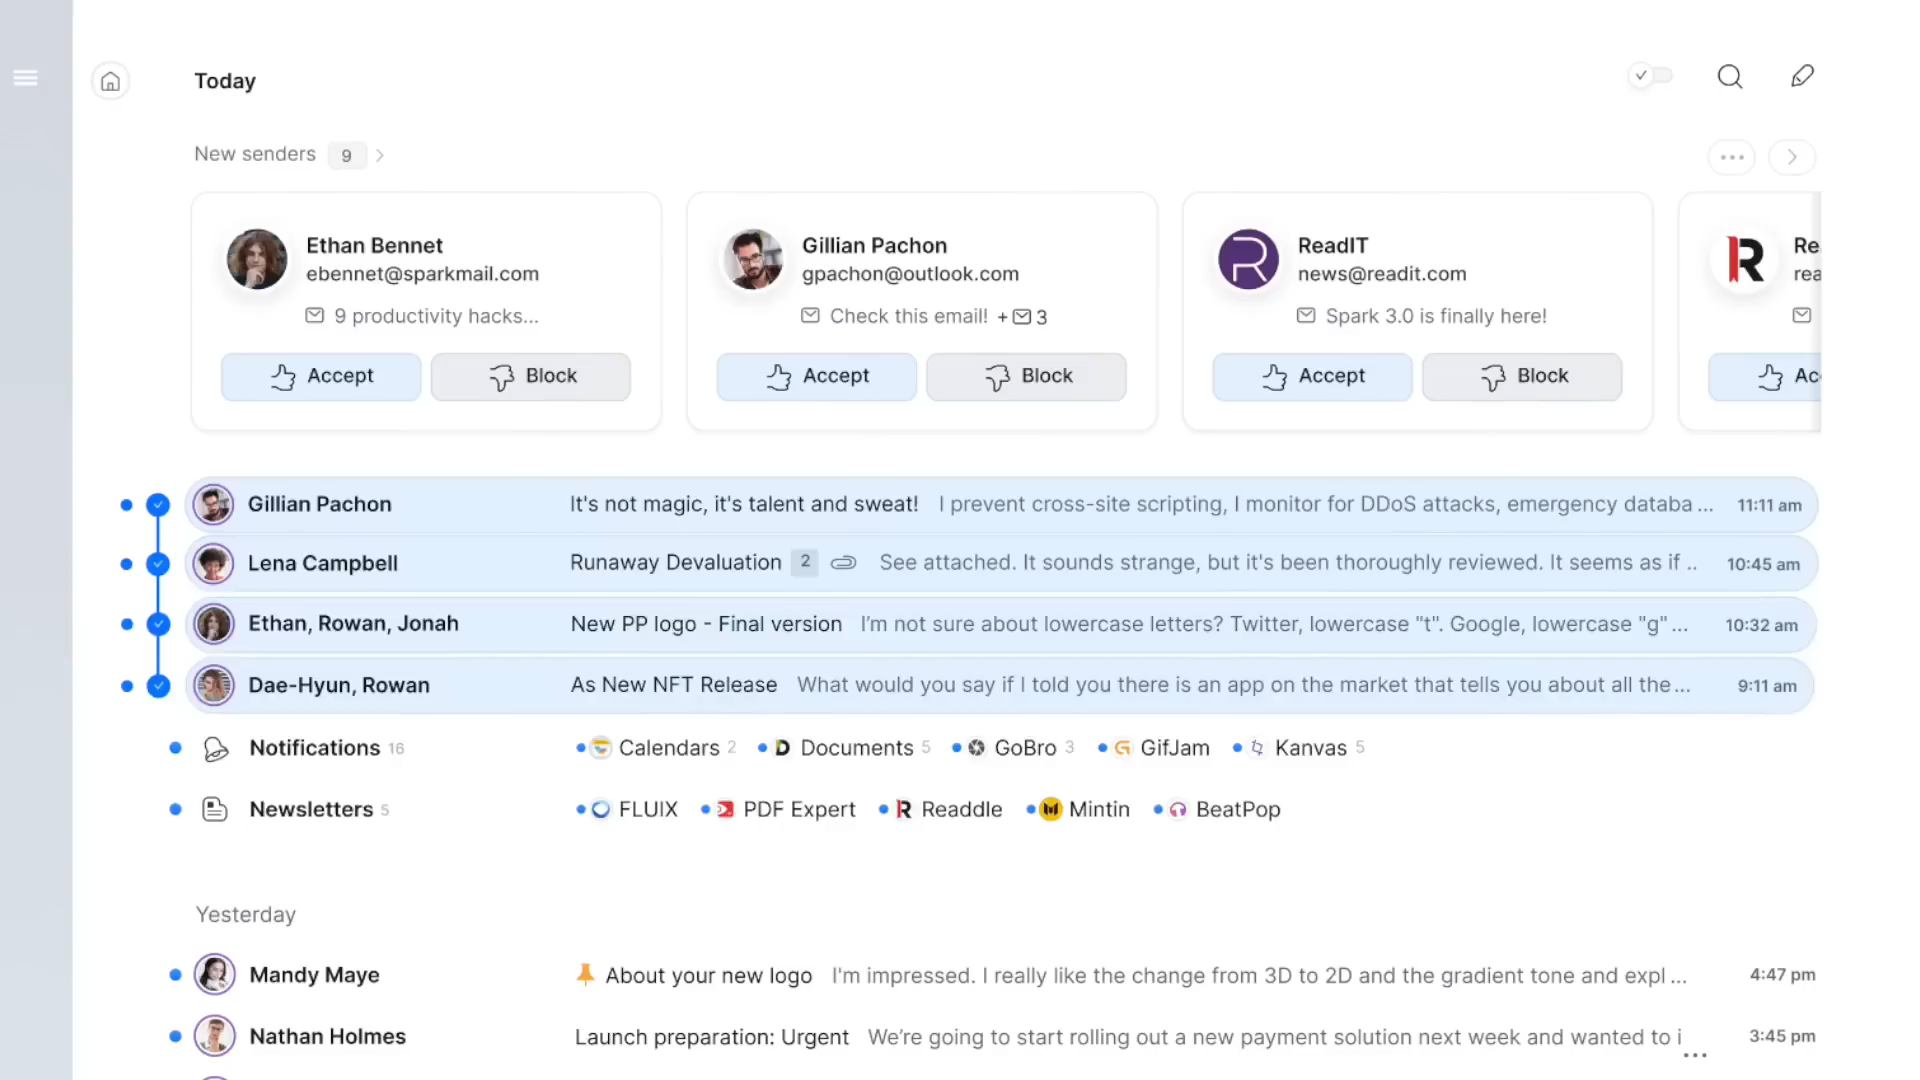 Today
New senders 9
Ethan Bennet
ebennet@sparkmail.com
9 productivity hacks...
Accept Block
Gillian Pachon
gpachon@outlook.com
Check this email! + 3
Accept Block
ReadIT
news@readit.com
Spark 3.0 is finally here!
Accept Block
Re
rea
Ac
Gillian Pachon It's not magic, it's talent and sweat! I prevent cross-site scripting, I monitor for DDoS attacks, emergency databa ... 11:11 am
Lena Campbell Runaway Devaluation 2 See attached. It sounds strange, but it's been thoroughly reviewed. It seems as if .. 10:45 am
Ethan, Rowan, Jonah New PP logo - Final version I'm not sure about lowercase letters? Twitter, lowercase "t". Google, lowercase "g" ... 10:32 am
Dae-Hyun, Rowan As New NFT Release What would you say if I told you there is an app on the market that tells you about all the ... 9:11 am
Notifications 16 Calendars 2 Documents 5 GoBro 3 GifJam Kanvas 5
Newsletters 5 FLUIX PDF Expert Readdle Mintin BeatPop
Yesterday
Mandy Maye About your new logo I'm impressed. I really like the change from 3D to 2D and the gradient tone and expl ... 4:47 pm
Nathan Holmes Launch preparation: Urgent We're going to start rolling out a new payment solution next week and wanted to i ... 3:45 pm